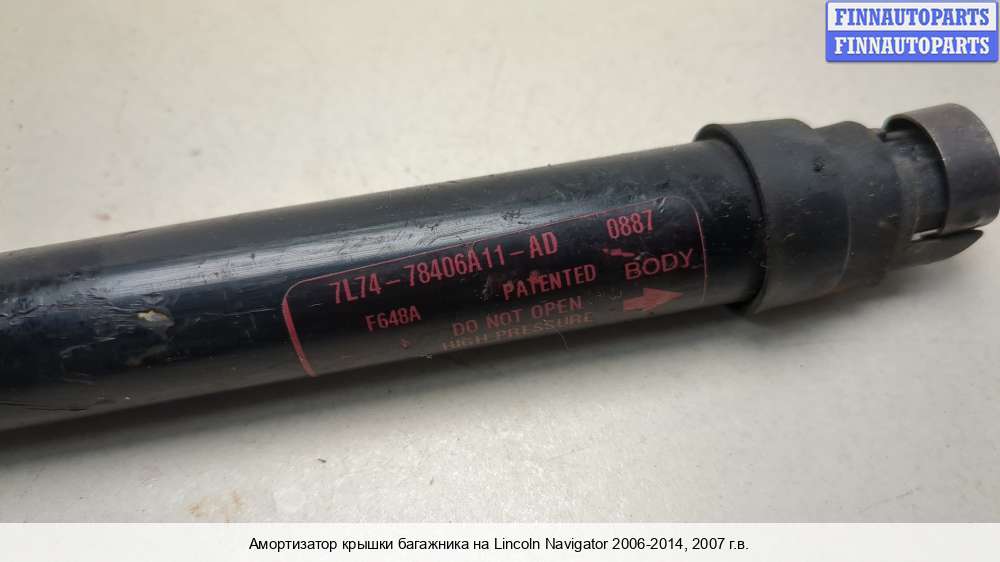 FINNAUTOPARTS
FINNAUTOPARTS
7L74-78406A11-AD 0887
F648A PATENTED BODY
DO NOT OPEN
HIGH PRESSURE
Амортизатор крышки багажника на Lincoln Navigator 2006-2014, 2007 г.в.